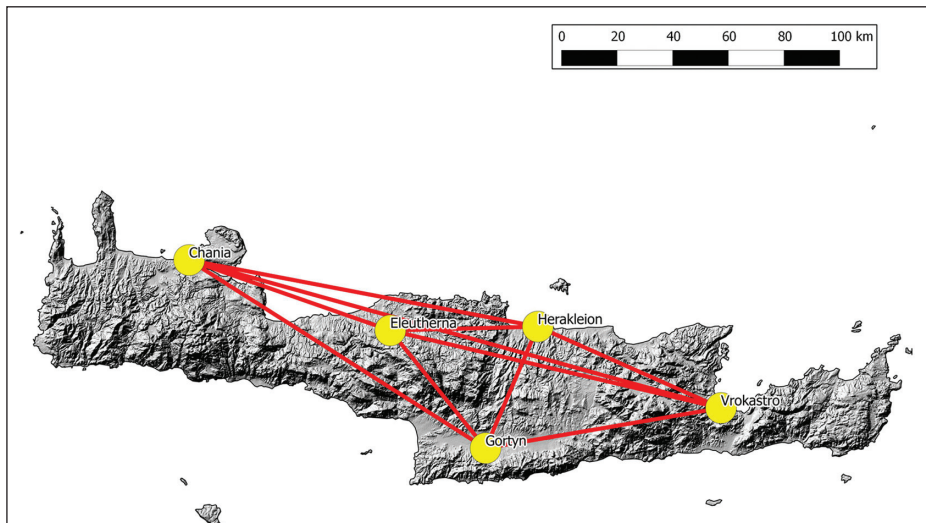 0 20 40 60 80 100 km
Chania
Eleutherna
Herakleion
Vrokastro
Gortyn